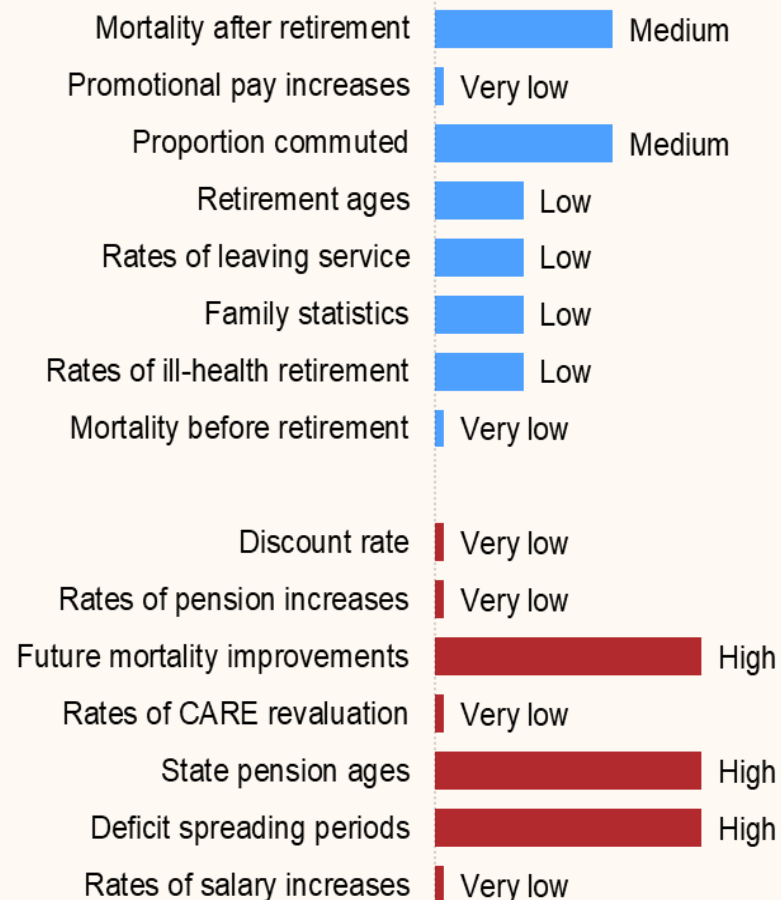 Mortality after retirement Medium
Promotional pay increases Very low
Proportion commuted Medium
Retirement ages Low
Rates of leaving service Low
Family statistics Low
Rates of ill-health retirement Low
Mortality before retirement Very low
Discount rate Very low
Rates of pension increases Very low
Future mortality improvements High
Rates of CARE revaluation Very low
State pension ages High
Deficit spreading periods High
Rates of salary increases Very low